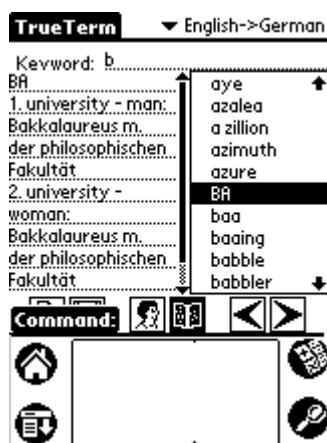 TrueTerm English->German
Keyword: b
BA
1. university - man:
Bakkalaureus m.
der philosophischen
Fakultät
2. university -
woman:
Bakkalaureus m.
der philosophischen
Fakultät
aye
azalea
a zillion
azimuth
azure
BA
baa
baaing
babble
babbler
Command: